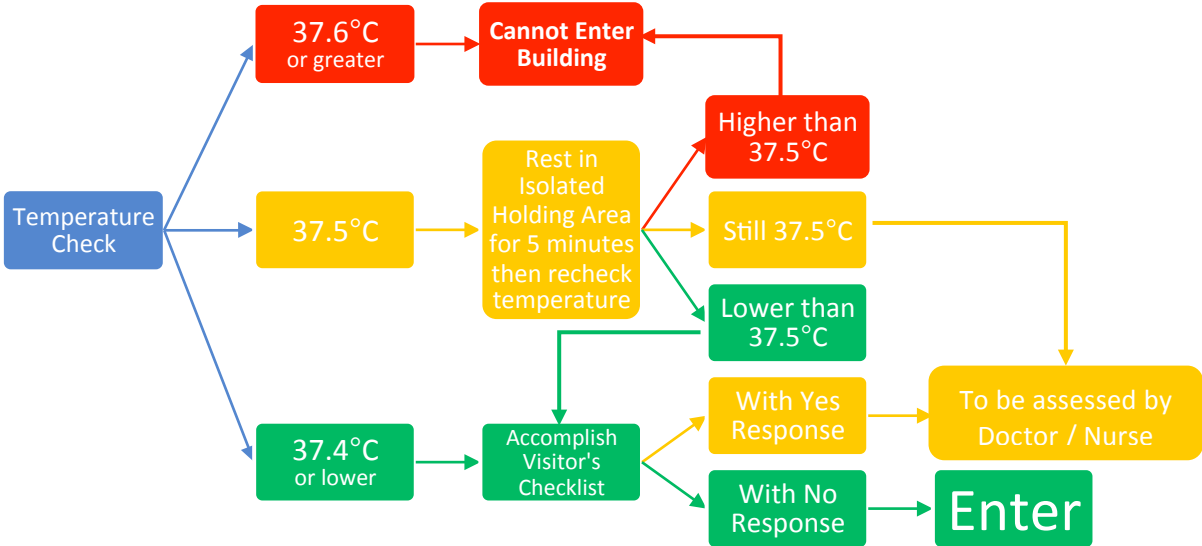 Temperature
Check
37.6°C
or greater
Cannot Enter
Building
37.5°C
Rest in
Isolated
Holding Area
for 5 minutes
then recheck
temperature
Higher than
37.5°C
Still 37.5°C
Lower than
37.5°C
37.4°C
or lower
Accomplish
Visitor's
Checklist
With Yes
Response
To be assessed by
Doctor / Nurse
With No
Response
Enter